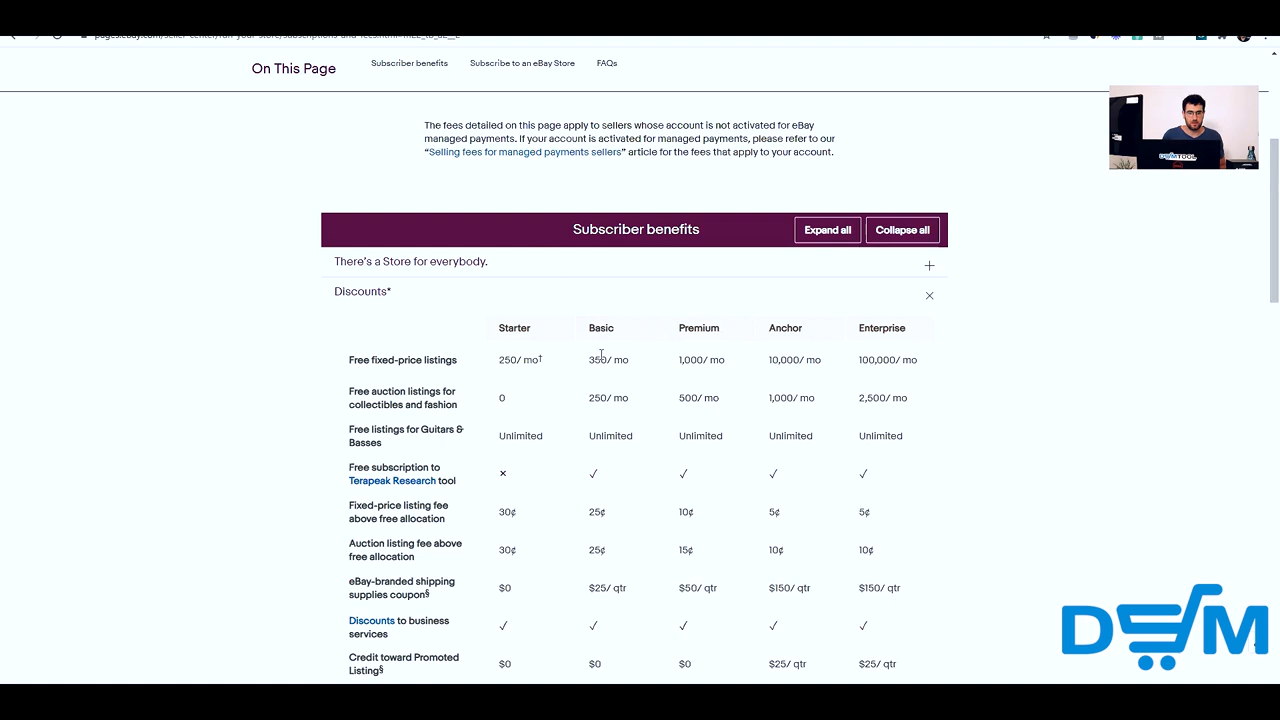 On This Page
Subscriber benefits
Subscribe to an eBay Store
FAQs
The fees detailed on this page apply to sellers whose account is not activated for eBay
managed payments. If your account is activated for managed payments, please refer to our
“Selling fees for managed payments sellers” article for the fees that apply to your account.
Subscriber benefits
Expand all
Collapse all
There's a Store for everybody.
Discounts*
Starter Basic Premium Anchor Enterprise
Free fixed-price listings 250/ mo† 350/ mo 1,000/ mo 10,000/ mo 100,000/ mo
Free auction listings for
collectibles and fashion
0 250/ mo 500/ mo 1,000/ mo 2,500/ mo
Free listings for Guitars &
Basses
Unlimited Unlimited Unlimited Unlimited Unlimited
Free subscription to
Terapeak Research tool
× ✓ ✓ ✓ ✓
Fixed-price listing fee
above free allocation
30¢ 25¢ 10¢ 5¢ 5¢
Auction listing fee above
free allocation
30¢ 25¢ 15¢ 10¢ 10¢
eBay-branded shipping
supplies coupon§
$0 $25/ qtr $50/ qtr $150/ qtr $150/ qtr
Discounts to business
services
✓ ✓ ✓ ✓ ✓
Credit toward Promoted
Listing§
$0 $0 $0 $25/ qtr $25/ qtr